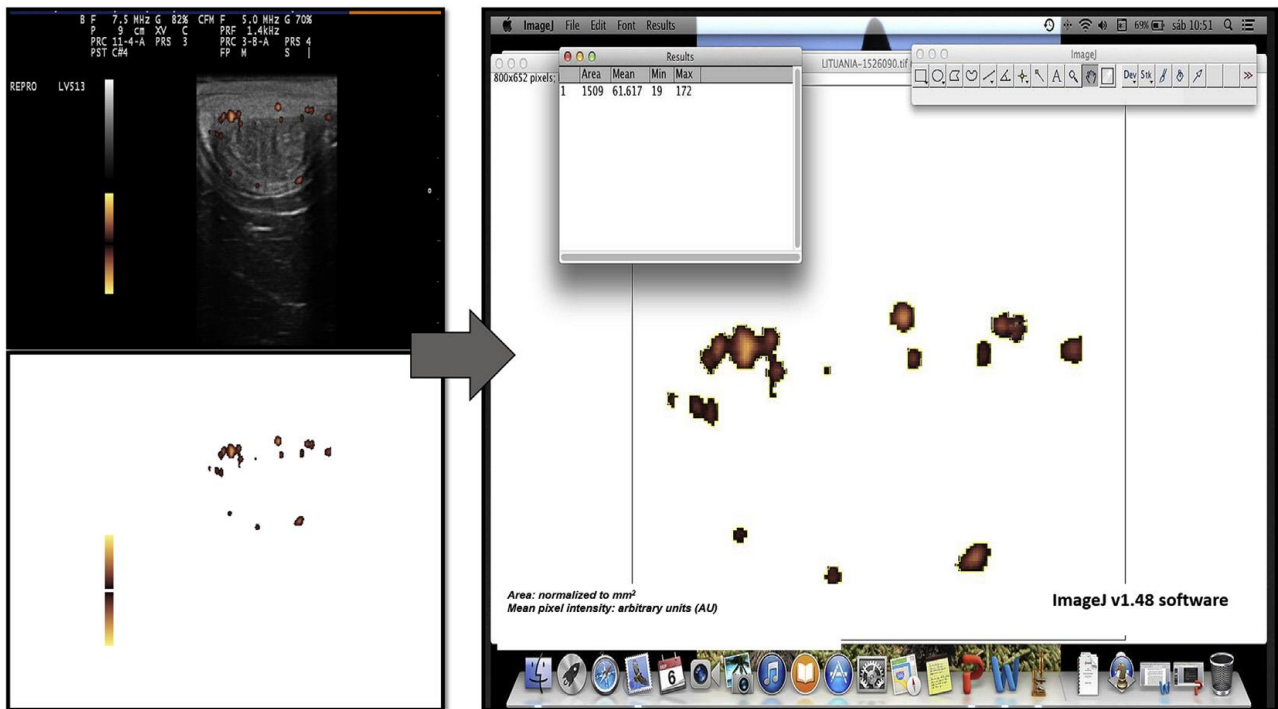 B F 7.5 MHz G 82% CFM F 5.0 MHz G 70%
P 9 cm XV C PRF 1.4kHz
PRC 11-4-A PRS 3 PRC 3-8-A PRS 4
PST C#4 FP M S |
REPRO LV513
ImageJ File Edit Font Results
69% sáb 10:51
Results
Area Mean Min Max
1 1509 61.617 19 172
800x652 pixels;
LITUANIA-1526090.tif
ImageJ
A Dev Stk >>
Area: normalized to mm²
Mean pixel intensity: arbitrary units (AU)
ImageJ v1.48 software
6